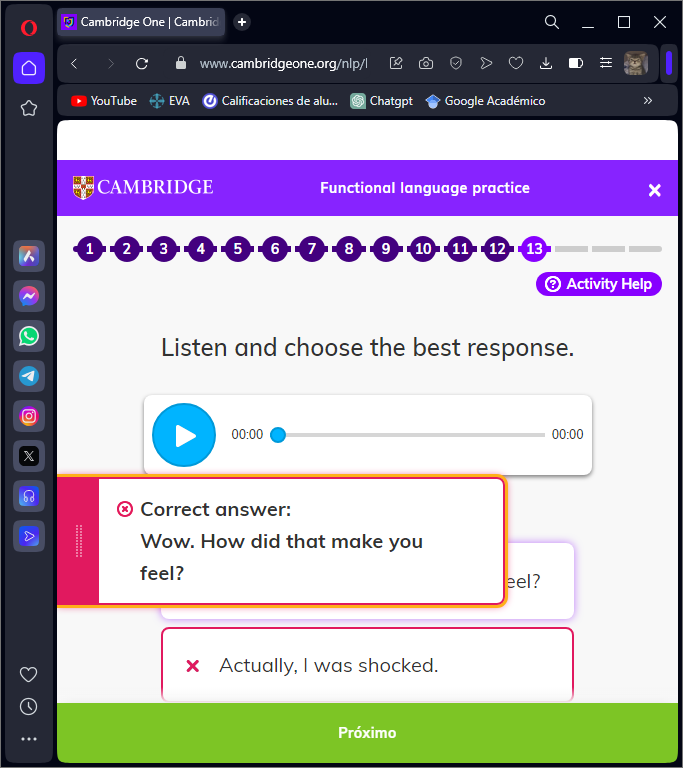 Cambridge One | Cambrid
www.cambridgeone.org/nlp/l
YouTube
EVA
Calificaciones de alu...
Chatgpt
Google Académico
CAMBRIDGE
Functional language practice
1 2 3 4 5 6 7 8 9 10 11 12 13
Activity Help
Listen and choose the best response.
00:00
00:00
Correct answer:
Wow. How did that make you
feel?
eel?
Actually, I was shocked.
Próximo